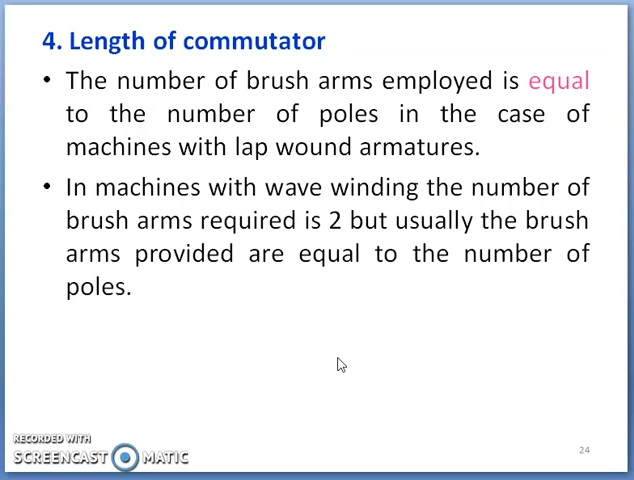 4. Length of commutator
• The number of brush arms employed is equal
to the number of poles in the case of
machines with lap wound armatures.
• In machines with wave winding the number of
brush arms required is 2 but usually the brush
arms provided are equal to the number of
poles.
RECORDED WITH
SCREENCAST MATIC
24